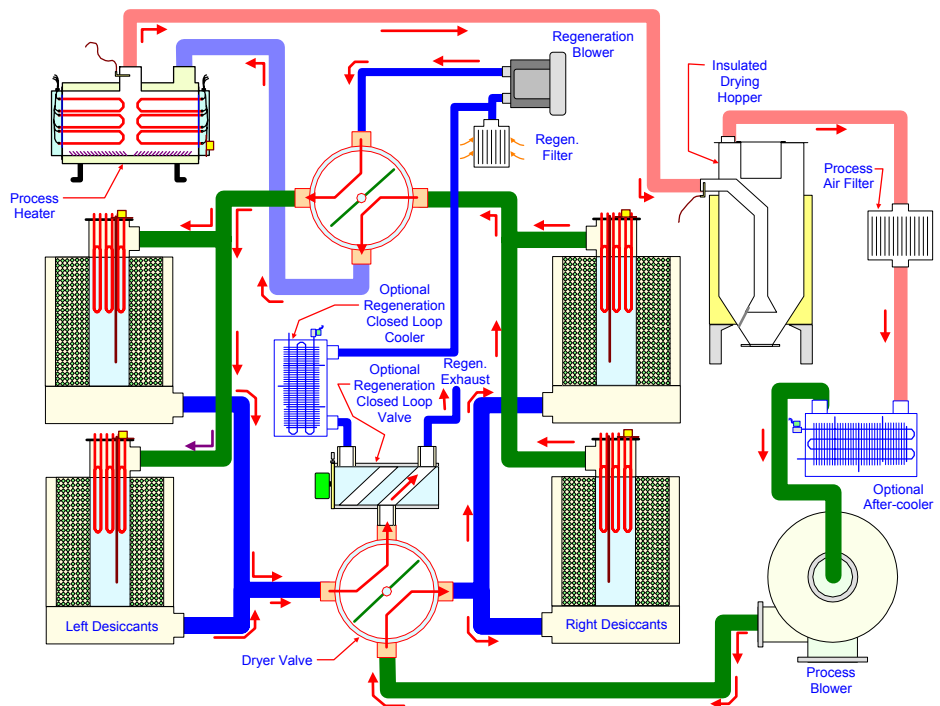 Regeneration
Blower
Insulated
Drying
Hopper
Regen.
Filter
Process
Air Filter
Process
Heater
Optional
Regeneration
Closed Loop
Cooler
Optional
Regeneration
Closed Loop
Valve
Regen.
Exhaust
Optional
After-cooler
Left Desiccants
Right Desiccants
Dryer Valve
Process
Blower